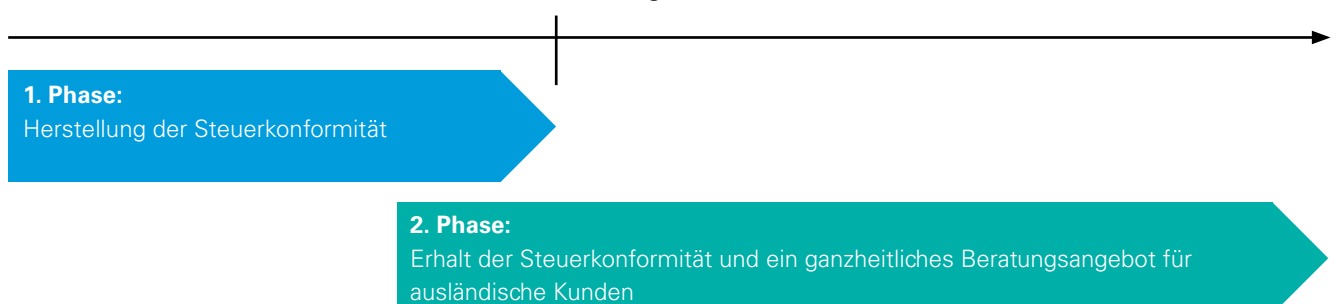 1. Phase:
Herstellung der Steuerkonformität
2. Phase:
Erhalt der Steuerkonformität und ein ganzheitliches Beratungsangebot für
ausländische Kunden